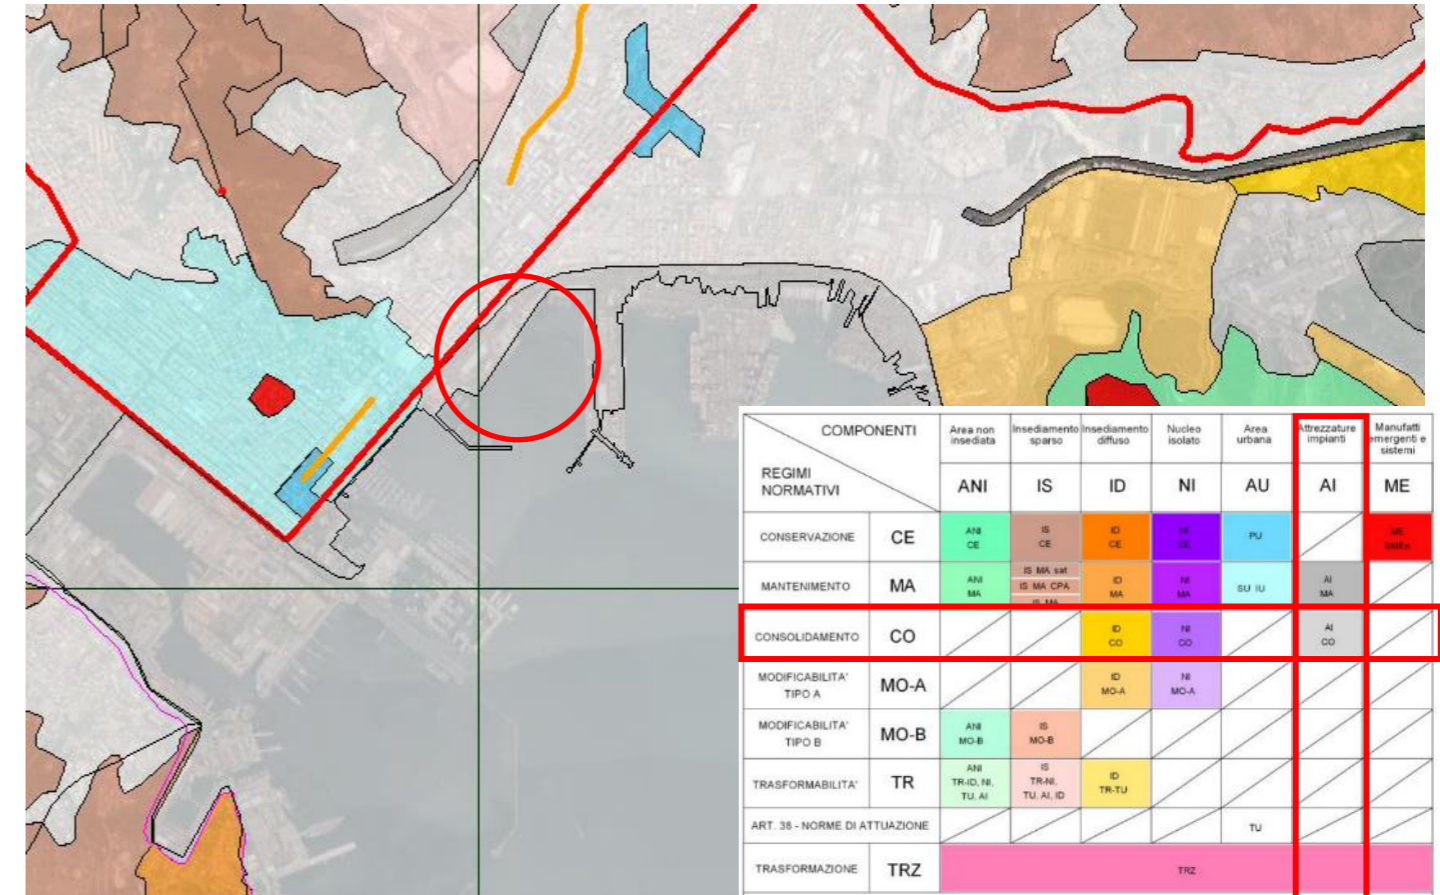 COMPONENTI
REGIMI
NORMATIVI
Area non
insediata
Insediamento
sparso
Insediamento
diffuso
Nucleo
isolato
Area
urbana
Attrezzature
impianti
Manufatti
emergenti e
sistemi
ANI IS ID NI AU AI ME
CONSERVAZIONE CE
ANI
CE
IS
CE
ID
CE
NI
CE
PU
ME
MANTENIMENTO MA
ANI
MA
IS MA sat
IS MA CPA
IS MA
ID
MA
NI
MA
SU IU
AI
MA
CONSOLIDAMENTO CO
ID
CO
NI
CO
AI
CO
MODIFICABILITA'
TIPO A
MO-A
ID
MO-A
NI
MO-A
MODIFICABILITA'
TIPO B
MO-B
ANI
MO-B
IS
MO-B
TRASFORMABILITA' TR
ANI
TR-ID, NI,
TU, AI
IS
TR-NI,
TU, AI, ID
ID
TR-TU
ART. 38 - NORME DI ATTUAZIONE TU
TRASFORMAZIONE TRZ TRZ